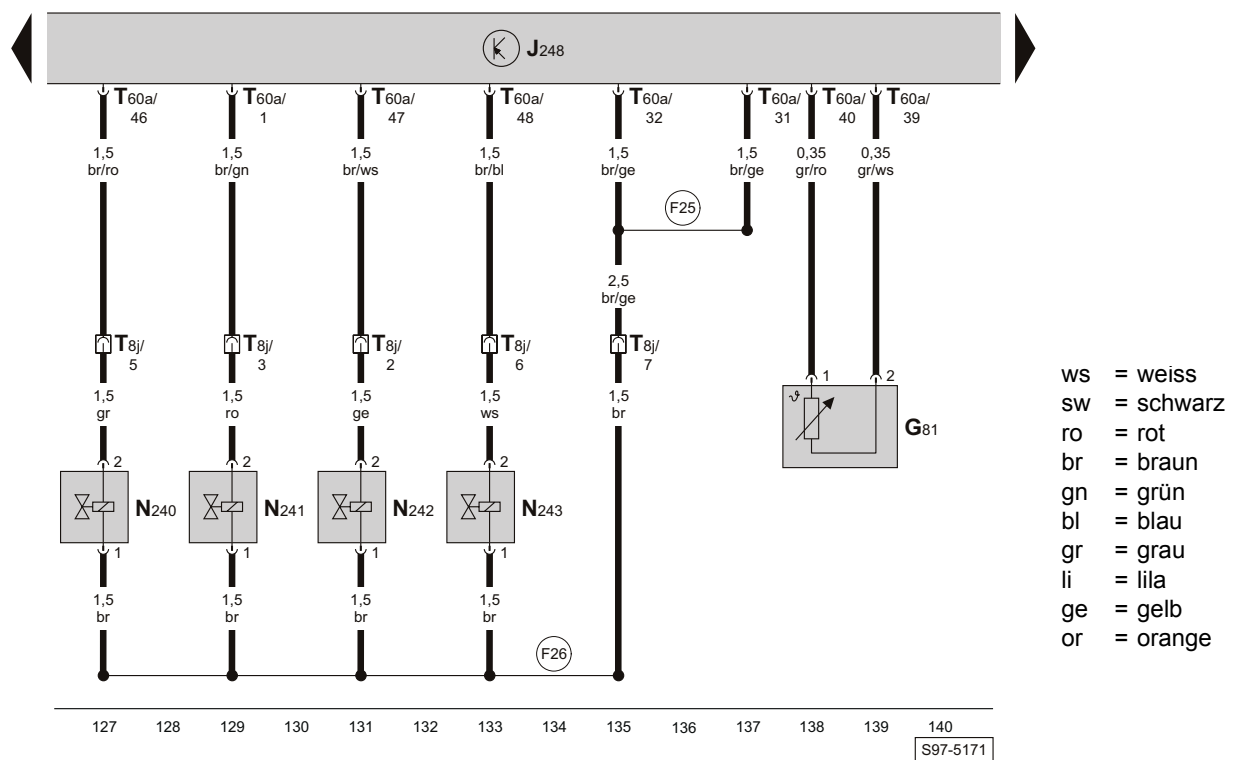 J248
T60a/ T60a/ T60a/ T60a/ T60a/ T60a/ T60a/ T60a/
46 1 47 48 32 31 40 39
1,5 1,5 1,5 1,5 1,5 1,5 0,35 0,35
br/ro br/gn br/ws br/bl br/ge br/ge gr/ro gr/ws
F25
2,5
br/ge
T8j/ T8j/ T8j/ T8j/ T8j/
5 3 2 6 7
1 2
1,5 1,5 1,5 1,5 1,5
gr ro ge ws br
ϑ
G81
2 2 2 2
N240 N241 N242 N243
1 1 1 1
1,5 1,5 1,5 1,5
br br br br
F26
127 128 129 130 131 132 133 134 135 136 137 138 139 140
S97-5171
ws = weiss
sw = schwarz
ro = rot
br = braun
gn = grün
bl = blau
gr = grau
li = lila
ge = gelb
or = orange